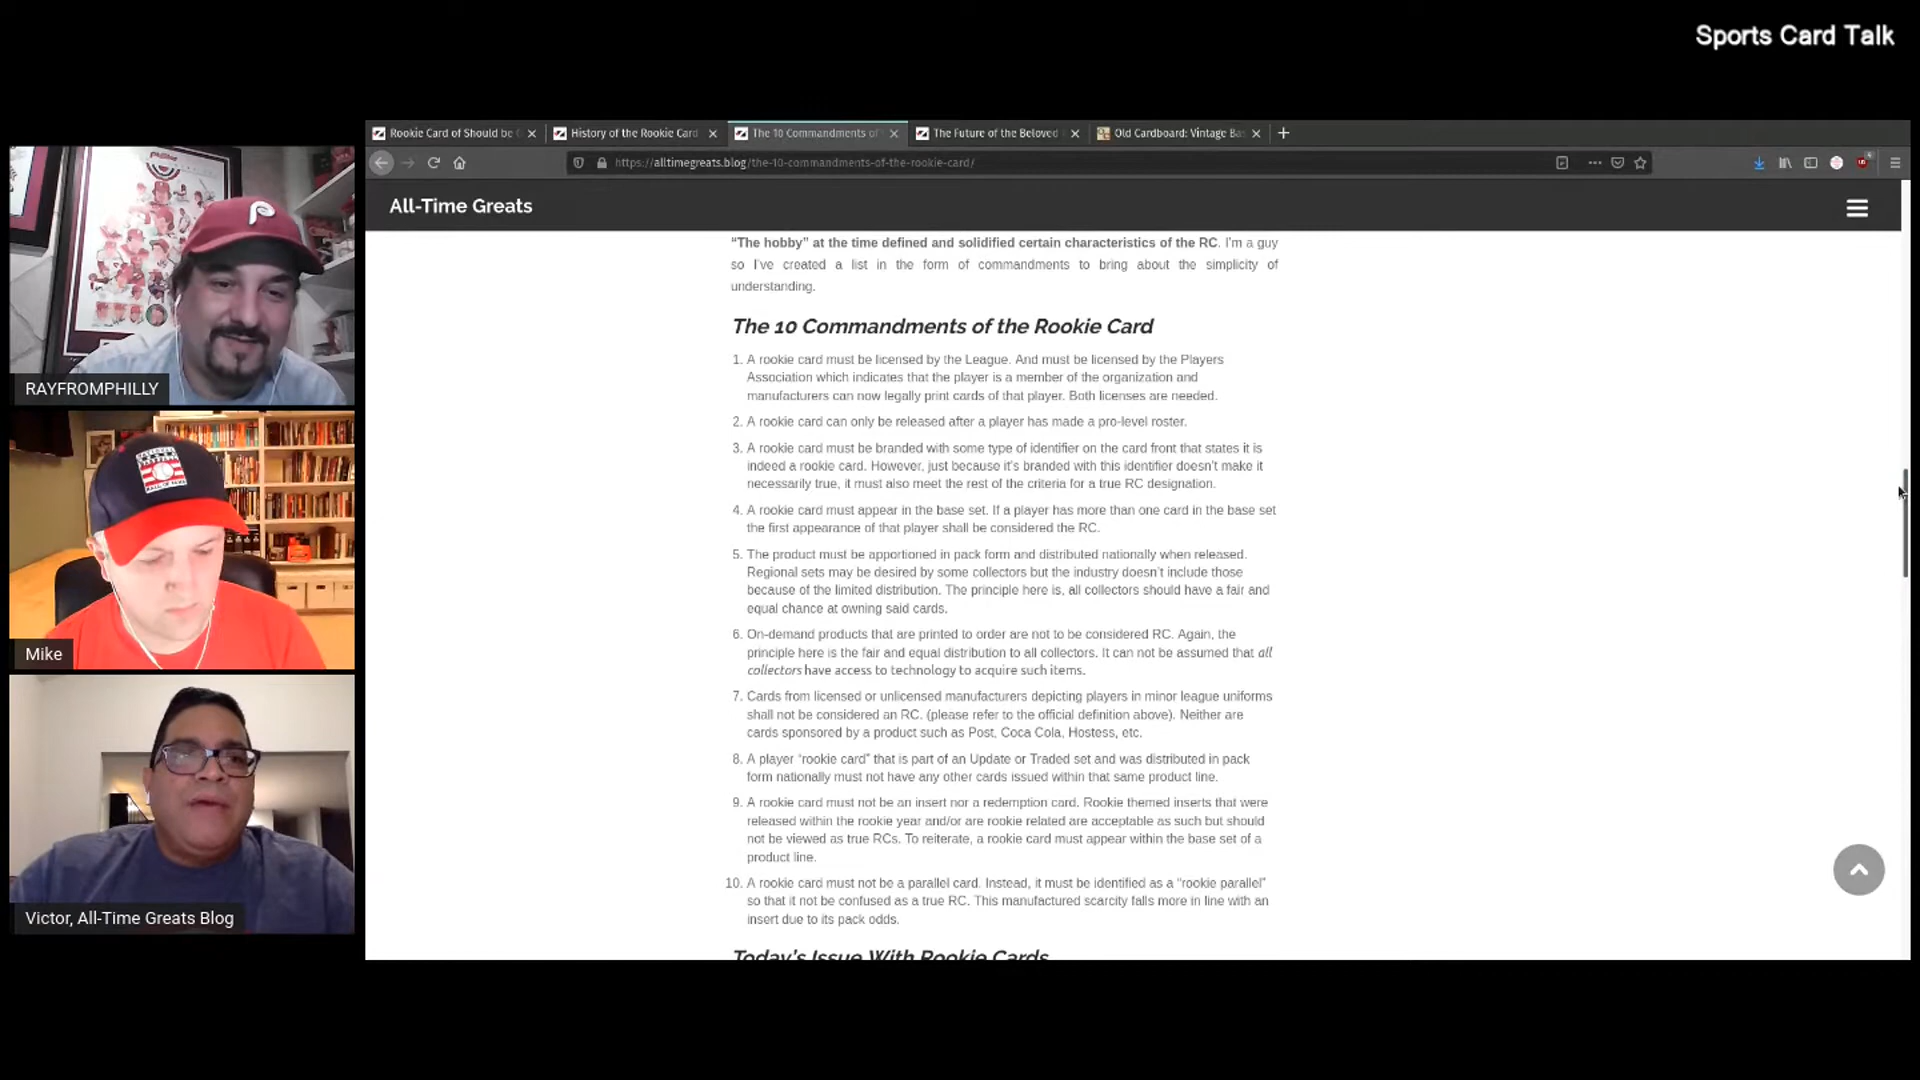 Sports Card Talk
Rookie Card of Should be
History of the Rookie Card
The 10 Commandments of
The Future of the Beloved
Old Cardboard: Vintage Ba
https://alltimegreats.blog/the-10-commandments-of-the-rookie-card/
All-Time Greats
“The hobby” at the time defined and solidified certain characteristics of the RC. I’m a guy
so I’ve created a list in the form of commandments to bring about the simplicity of
understanding.
The 10 Commandments of the Rookie Card
1. A rookie card must be licensed by the League. And must be licensed by the Players
Association which indicates that the player is a member of the organization and
manufacturers can now legally print cards of that player. Both licenses are needed.
2. A rookie card can only be released after a player has made a pro-level roster.
3. A rookie card must be branded with some type of identifier on the card front that states it is
indeed a rookie card. However, just because it’s branded with this identifier doesn’t make it
necessarily true, it must also meet the rest of the criteria for a true RC designation.
4. A rookie card must appear in the base set. If a player has more than one card in the base set
the first appearance of that player shall be considered the RC.
5. The product must be apportioned in pack form and distributed nationally when released.
Regional sets may be desired by some collectors but the industry doesn’t include those
because of the limited distribution. The principle here is, all collectors should have a fair and
equal chance at owning said cards.
6. On-demand products that are printed to order are not to be considered RC. Again, the
principle here is the fair and equal distribution to all collectors. It can not be assumed that all
collectors have access to technology to acquire such items.
7. Cards from licensed or unlicensed manufacturers depicting players in minor league uniforms
shall not be considered an RC. (please refer to the official definition above). Neither are
cards sponsored by a product such as Post, Coca Cola, Hostess, etc.
8. A player ‘rookie card” that is part of an Update or Traded set and was distributed in pack
form nationally must not have any other cards issued within that same product line.
9. A rookie card must not be an insert nor a redemption card. Rookie themed inserts that were
released within the rookie year and/or are rookie related are acceptable as such but should
not be viewed as true RCs. To reiterate, a rookie card must appear within the base set of a
product line.
10. A rookie card must not be a parallel card. Instead, it must be identified as a “rookie parallel”
so that it not be confused as a true RC. This manufactured scarcity falls more in line with an
insert due to its pack odds.
Today’s Issue With Rookie Cards
P
RAYFROMPHILLY
Mike
Victor, All-Time Greats Blog